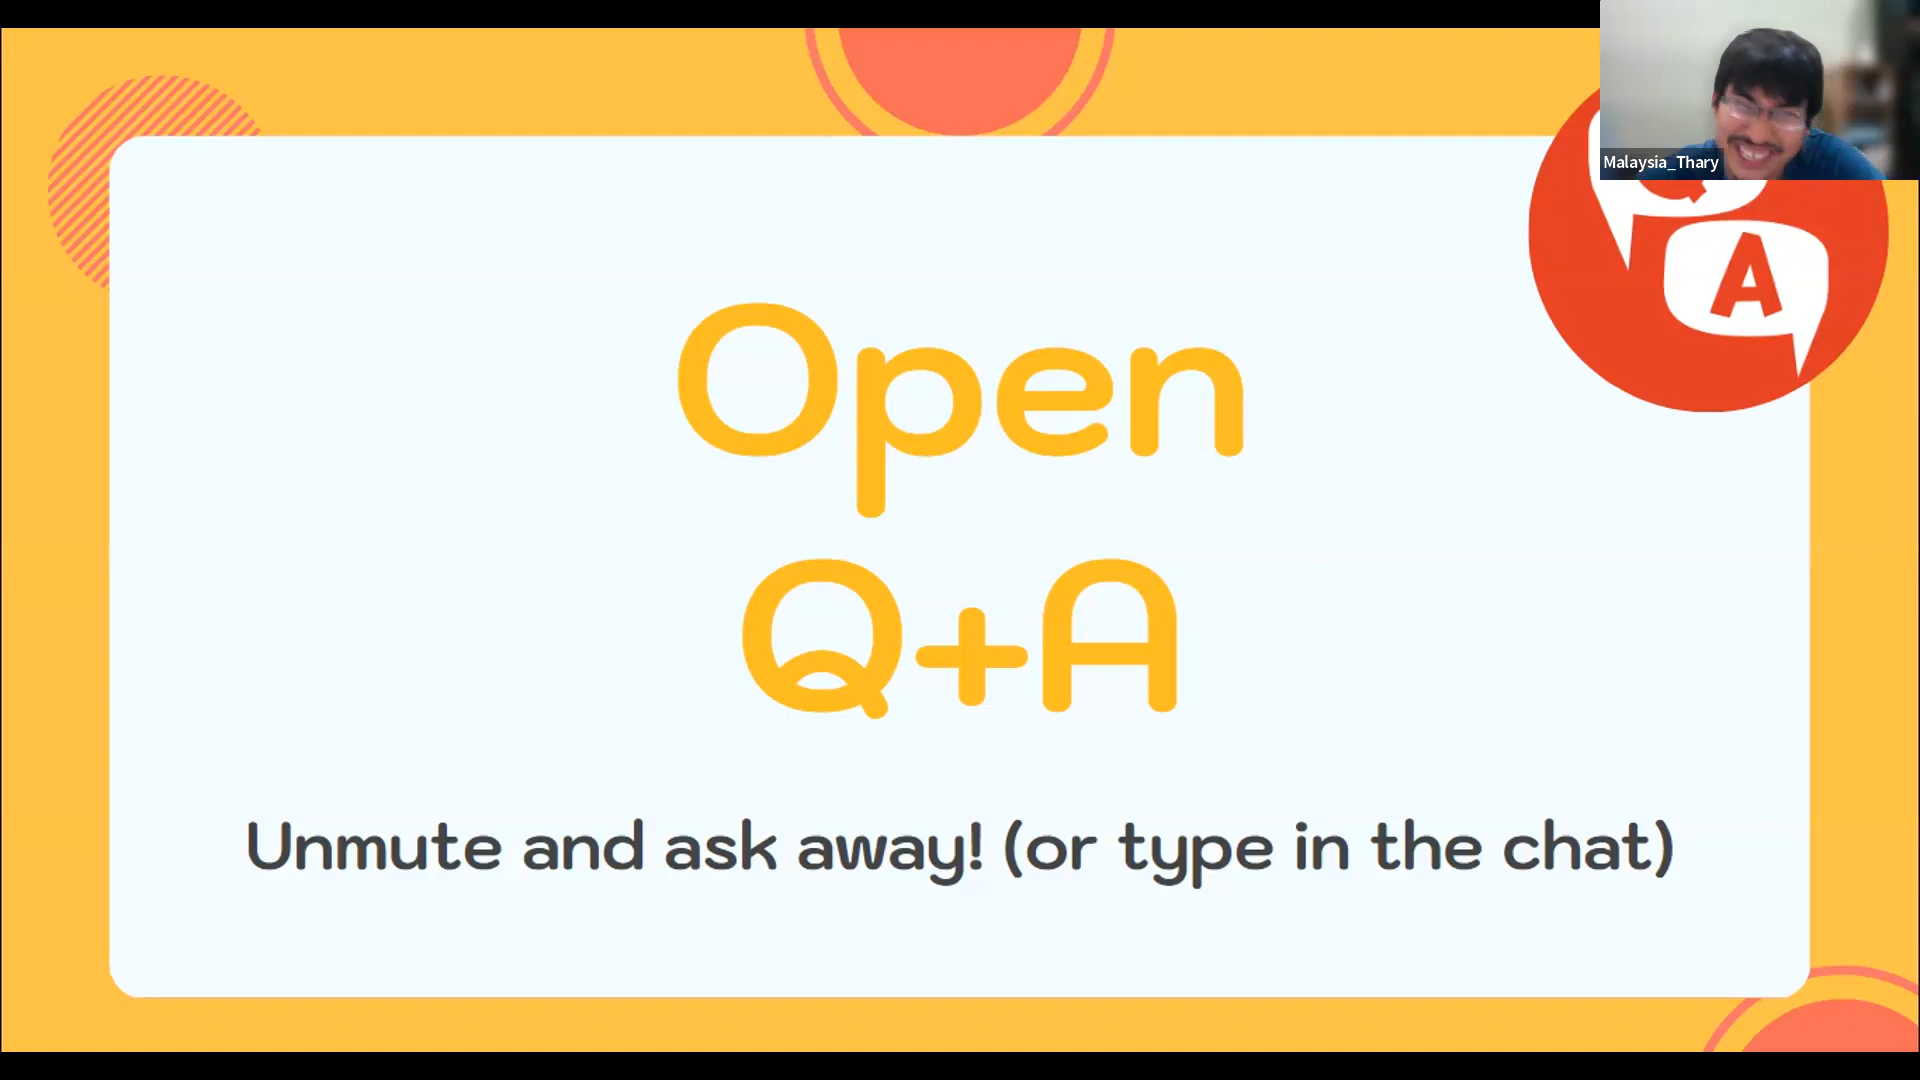 Malaysia_Thary
A
Open
Q+A
Unmute and ask away! (or type in the chat)